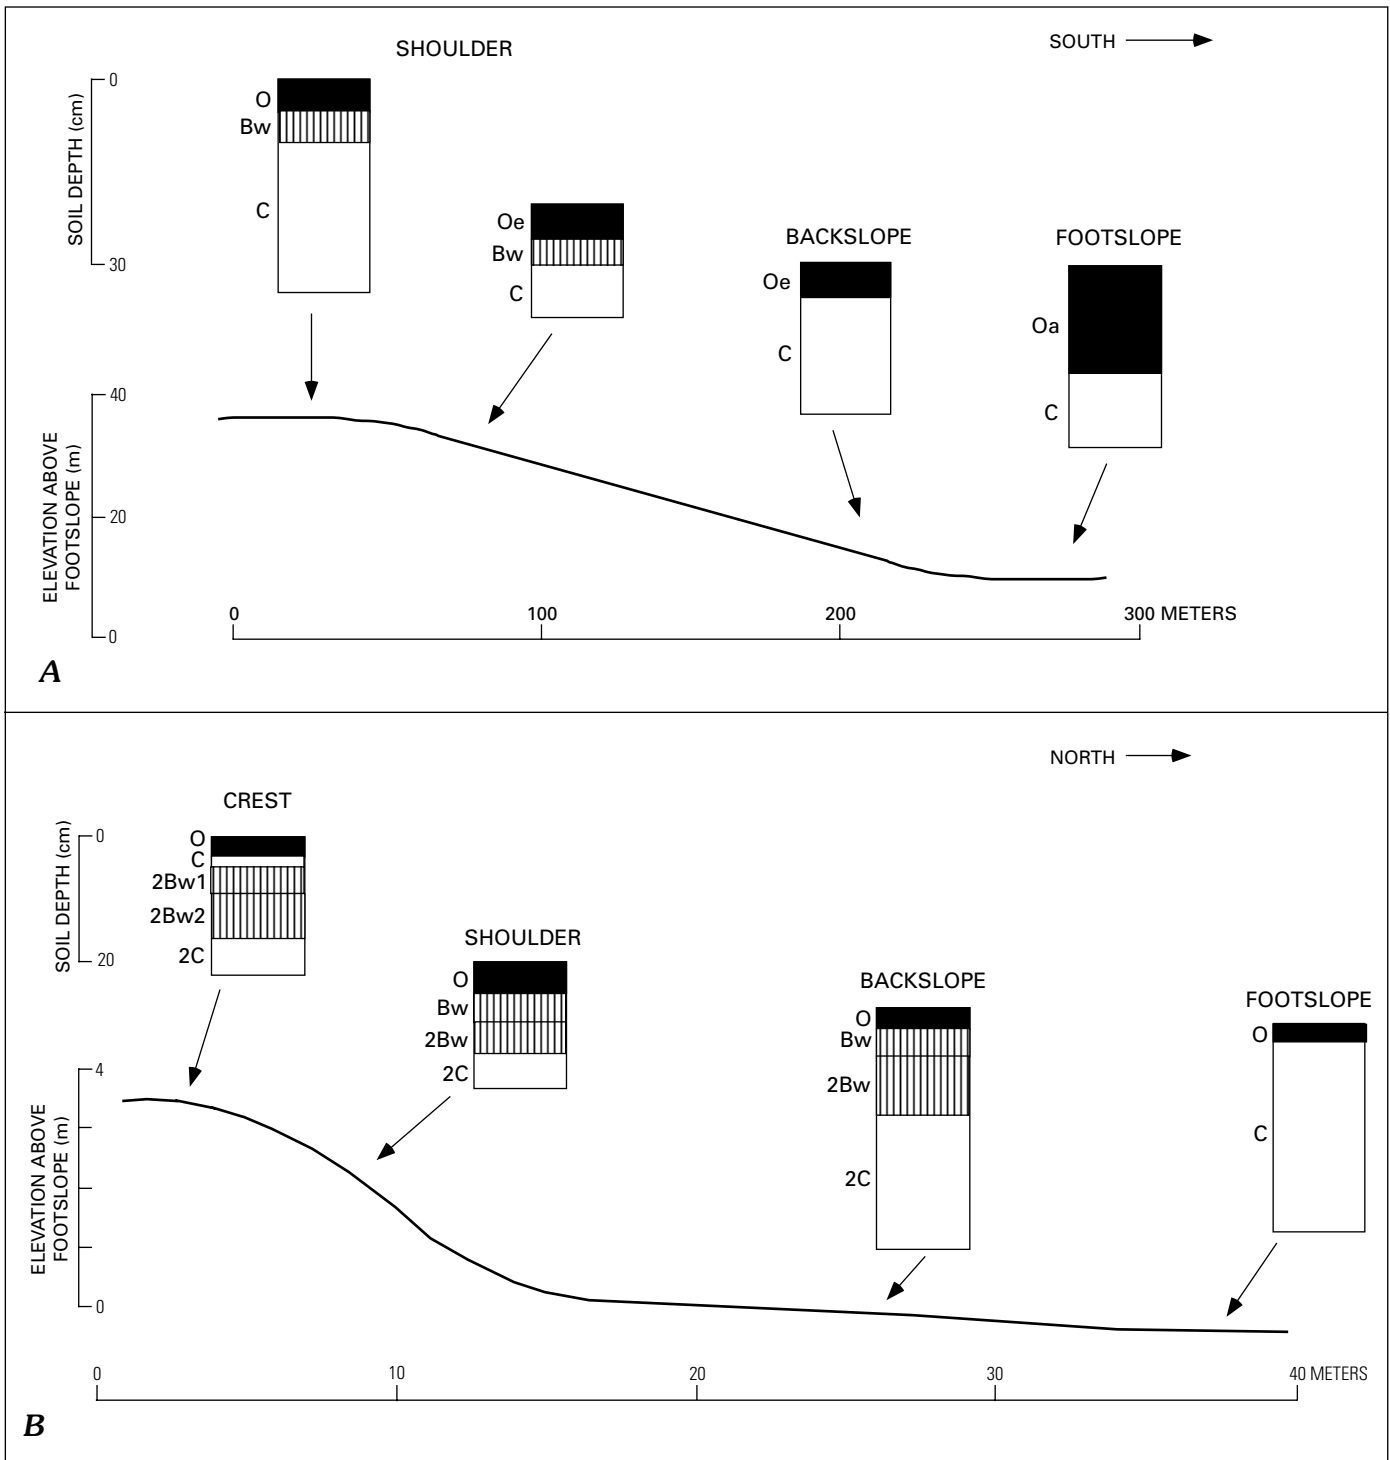 SHOULDER
SOUTH
0
30
SOIL DEPTH (cm)
O
Bw
C
Oe
Bw
C
BACKSLOPE
Oe
C
FOOTSLOPE
Oa
C
40
20
0
ELEVATION ABOVE
FOOTSLOPE (m)
0
100
200
300 METERS
A
NORTH
CREST
0
20
SOIL DEPTH (cm)
O
C
2Bw1
2Bw2
2C
SHOULDER
O
Bw
2Bw
2C
BACKSLOPE
O
Bw
2Bw
2C
FOOTSLOPE
O
C
4
0
ELEVATION ABOVE
FOOTSLOPE (m)
0
10
20
30
40 METERS
B